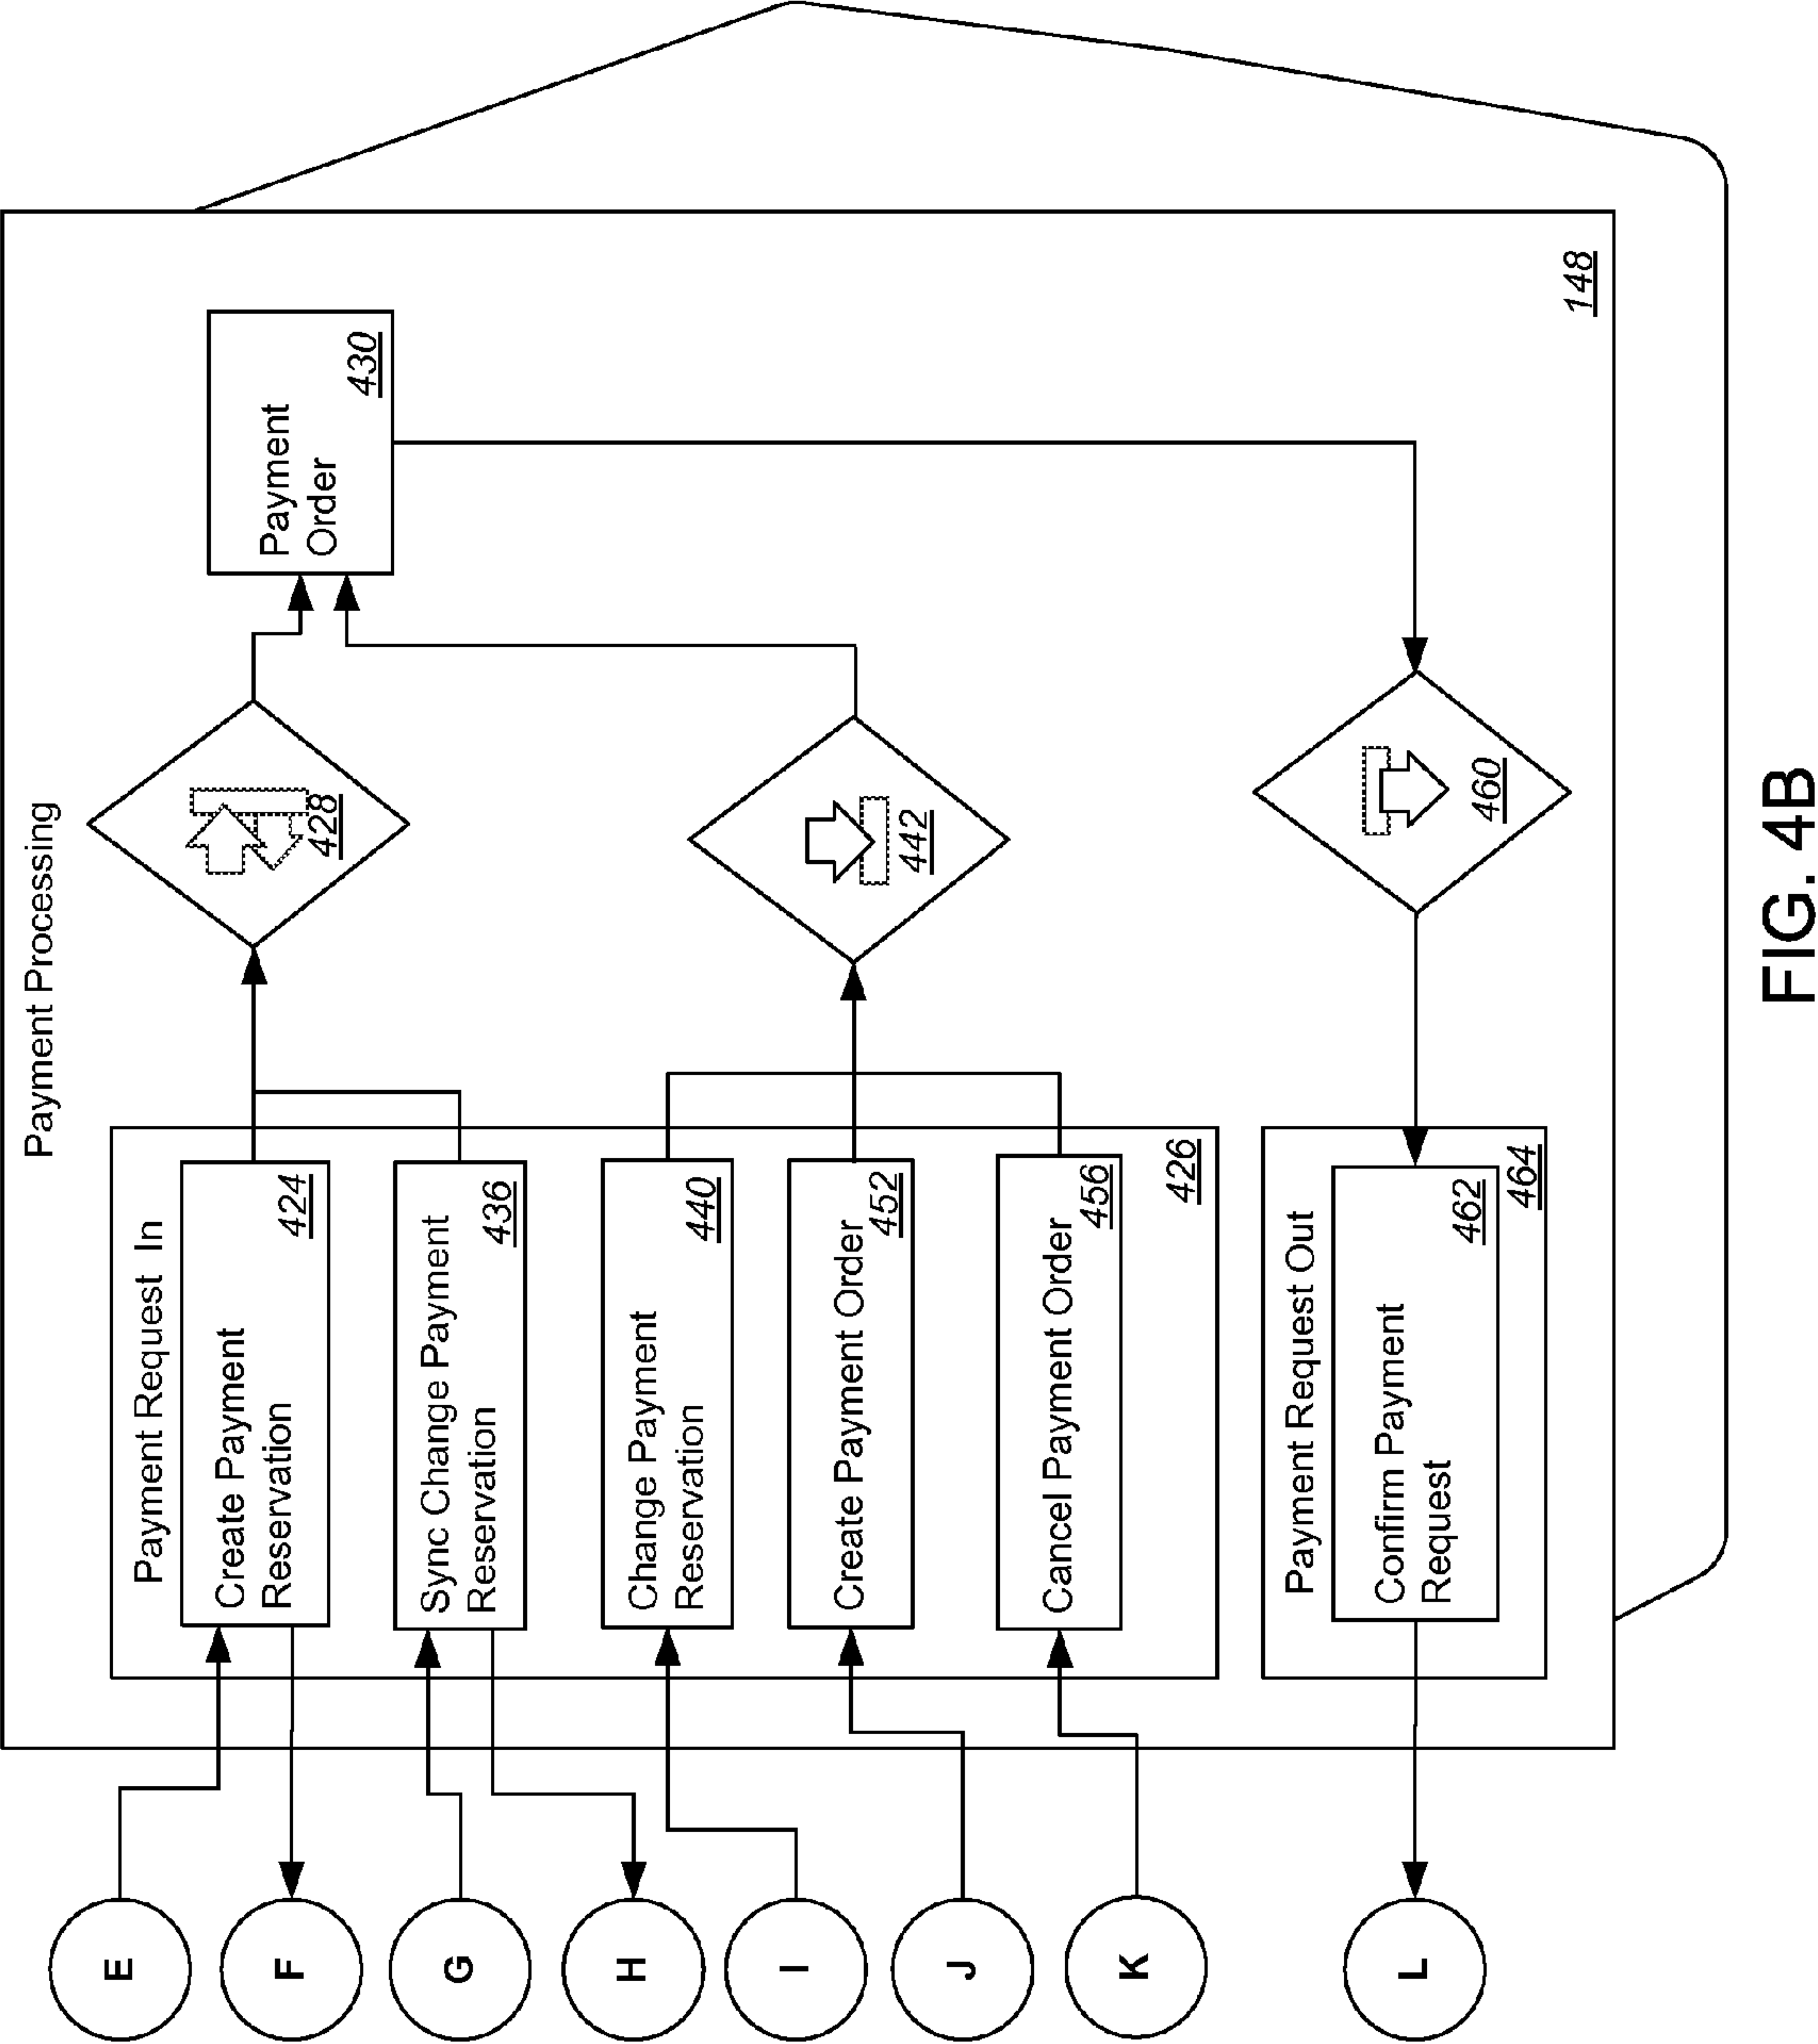 Payment Processing
E
F
G
H
I
J
K
L
Payment Request In
Create Payment
Reservation
424
Sync Change Payment
Reservation
436
Change Payment
Reservation
440
Create Payment Order
452
Cancel Payment Order
456
426
Payment Request Out
Confirm Payment
Request
462
464
428
442
460
Payment
Order
430
148
FIG. 4B